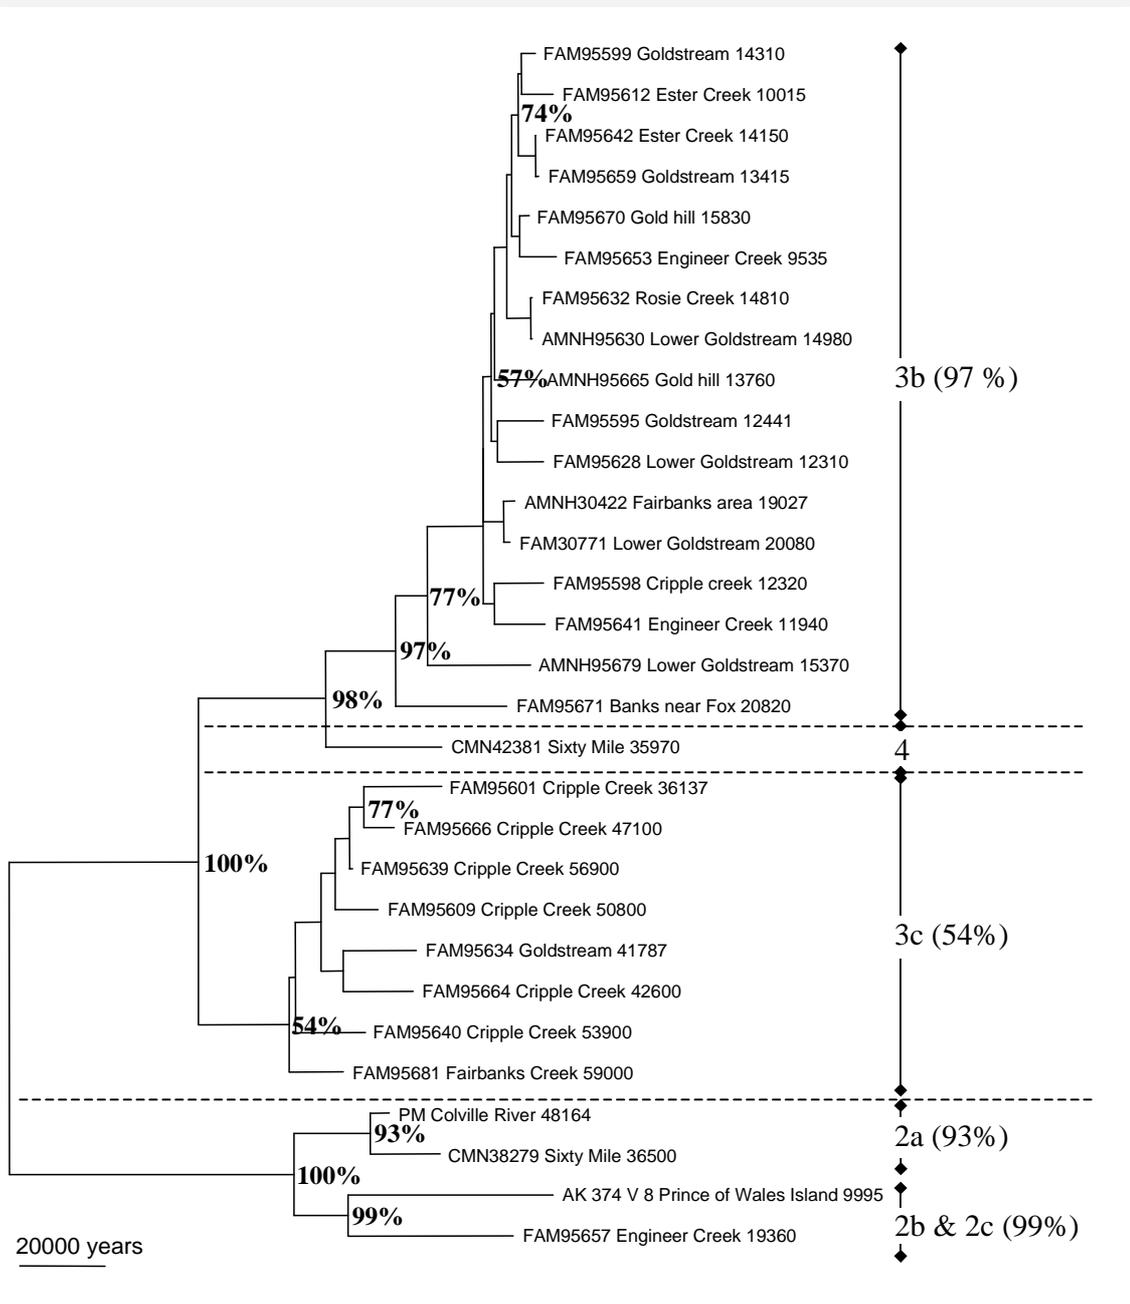 FAM95599 Goldstream 14310
FAM95612 Ester Creek 10015
74%
FAM95642 Ester Creek 14150
FAM95659 Goldstream 13415
FAM95670 Gold hill 15830
FAM95653 Engineer Creek 9535
FAM95632 Rosie Creek 14810
AMNH95630 Lower Goldstream 14980
57% AMNH95665 Gold hill 13760
3b (97 %)
FAM95595 Goldstream 12441
FAM95628 Lower Goldstream 12310
AMNH30422 Fairbanks area 19027
FAM30771 Lower Goldstream 20080
FAM95598 Cripple creek 12320
77%
FAM95641 Engineer Creek 11940
97%
AMNH95679 Lower Goldstream 15370
98%
FAM95671 Banks near Fox 20820
CMN42381 Sixty Mile 35970
4
FAM95601 Cripple Creek 36137
77%
FAM95666 Cripple Creek 47100
100%
FAM95639 Cripple Creek 56900
FAM95609 Cripple Creek 50800
3c (54%)
FAM95634 Goldstream 41787
FAM95664 Cripple Creek 42600
54%
FAM95640 Cripple Creek 53900
FAM95681 Fairbanks Creek 59000
PM Colville River 48164
93%
2a (93%)
CMN38279 Sixty Mile 36500
100%
AK 374 V 8 Prince of Wales Island 9995
99%
2b & 2c (99%)
FAM95657 Engineer Creek 19360
20000 years